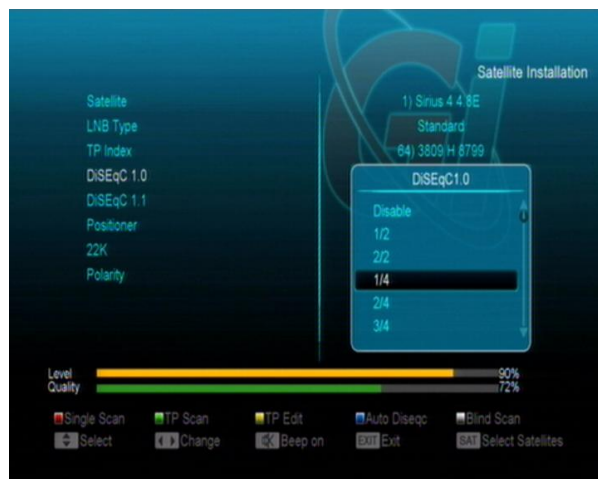 Satellite Installation
Satellite 1) Sirius 4 4.8E
LNB Type Standard
TP Index 64) 3809 H 8799
DiSEqC 1.0 DiSEqC1.0
DiSEqC 1.1 Disable
Positioner 1/2
22K 2/2
Polarity 1/4
2/4
3/4
Level 90%
Quality 72%
Single Scan TP Scan TP Edit Auto Diseqc Blind Scan
Select Change Beep on EXIT Exit SAT Select Satellites